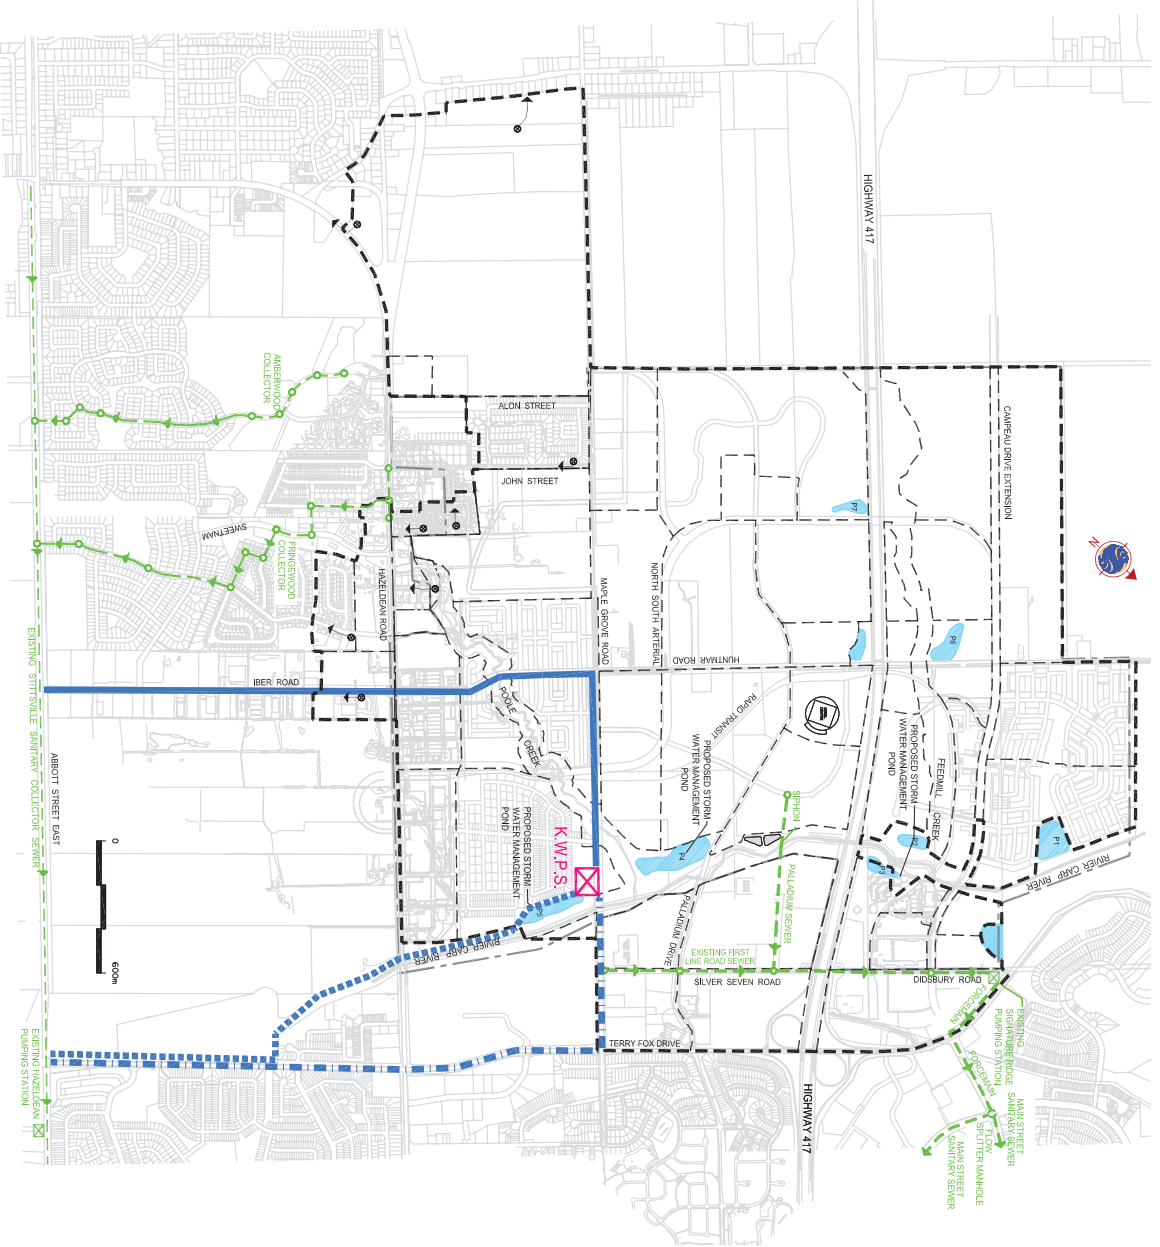 HIGHWAY 417
AMBERWOOD
COLLECTOR
ALON STREET
CAMPEAU DRIVE EXTENSION
JOHN STREET
P7
SWEETNAM
FRINGEWOOD
COLLECTOR
N
HAZELDEAN ROAD
MAPLE GROVE ROAD
NORTH SOUTH ARTERIAL
P6
HUNTMAR ROAD
IBER ROAD
EXISTING STITTSVILLE SANITARY COLLECTOR SEWER
POOLE
CREEK
RAPID TRANSIT
PROPOSED STORM
WATER MANAGEMENT
POND
PROPOSED STORM
WATER MANAGEMENT
POND
FEEDMILL
CREEK
ABBOTT STREET EAST
SIPHON
PROPOSED STORM
WATER MANAGEMENT
POND
K.W.P.S.
P4
P2
P1
P3
RIVIER CARP RIVER
0
600m
P5
PALLADIUM SEWER
PALLADIUM DRIVE
RIVIER CARP RIVER
EXISTING FIRST
LINE ROAD SEWER
SILVER SEVEN ROAD
DIDSBURY ROAD
FORCEMAIN
EXISTING
SIGNATURE RIDGE
PUMPING STATION
TERRY FOX DRIVE
EXISTING HAZELDEAN
PUMPING STATION
FORCEMAIN
HIGHWAY 417
MAIN STREET
SANITARY SEWER
FLOW
SPLITTER MANHOLE
MAIN STREET
SANITARY SEWER